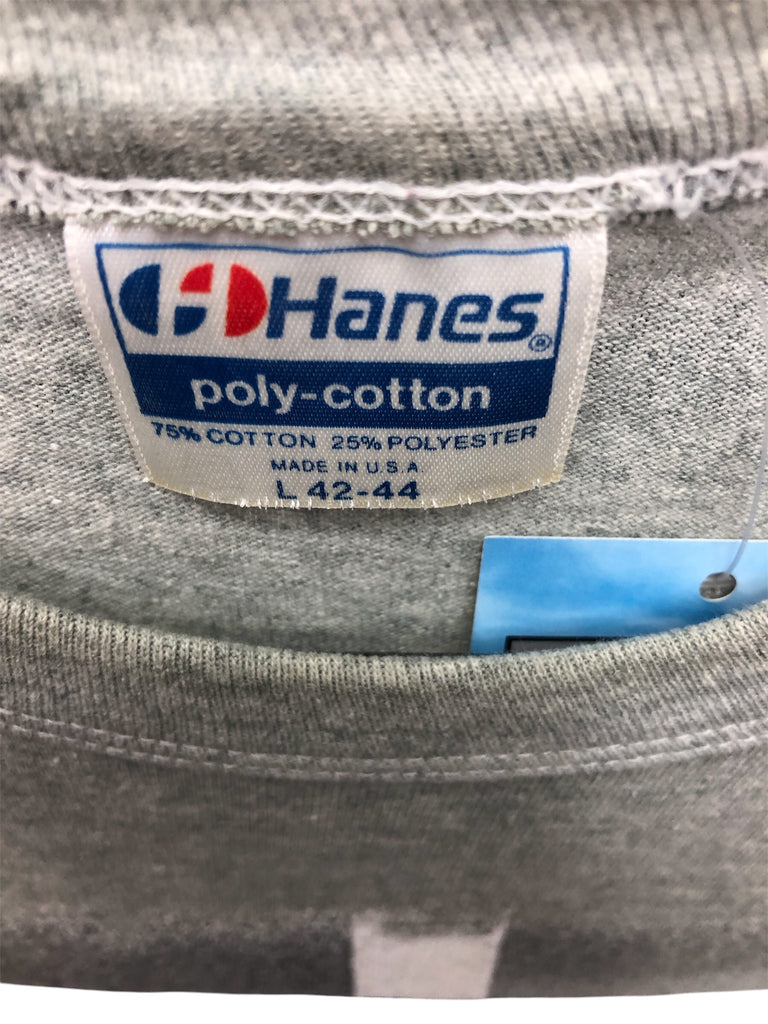 Hanes®
poly-cotton
75% COTTON 25% POLYESTER
MADE IN U.S.A.
L 42-44